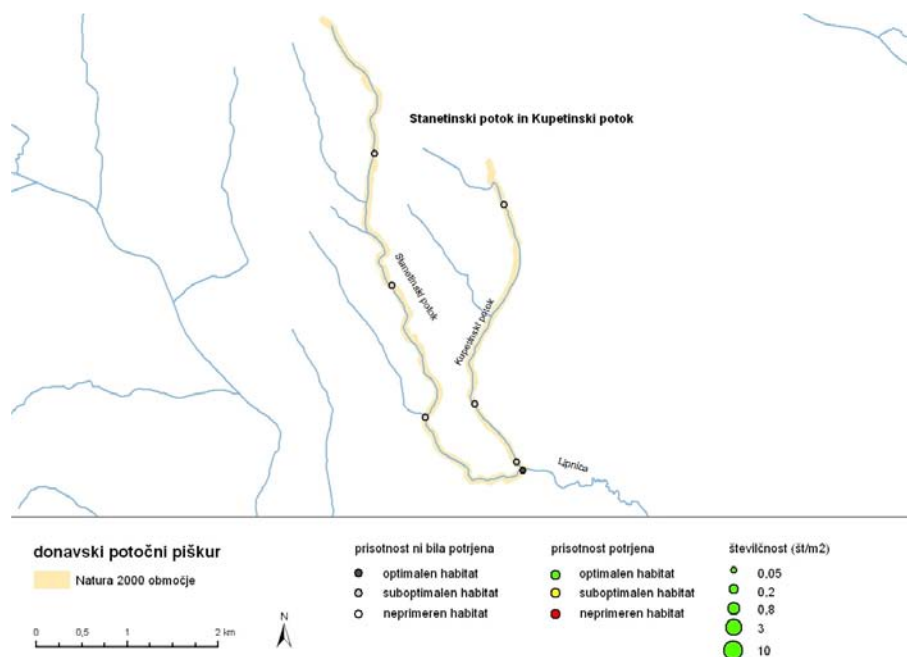 Stanetinski potok in Kupetinski potok
Stanetinski potok
Kupetinski potok
Lipnica
donavski potočni piškur
Natura 2000 območje
0 0,5 1 2 km
N
prisotnost ni bila potrjena
optimalen habitat
suboptimalen habitat
neprimeren habitat
prisotnost potrjena
optimalen habitat
suboptimalen habitat
neprimeren habitat
številčnost (št/m2)
0,05
0,2
0,8
3
10